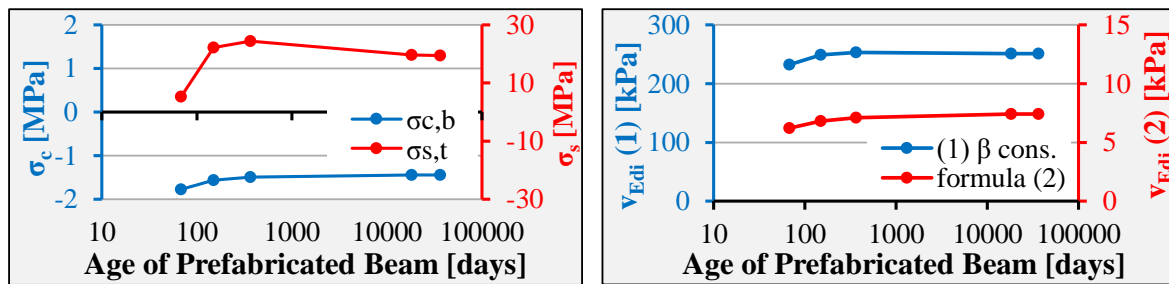 σc [MPa]
2
1
0
-1
-2
30
10
-10
-30
σs [MPa]
σc,b
σs,t
10 100 1000 10000 100000
Age of Prefabricated Beam [days]
vEdi (1) [kPa]
300
200
100
0
15
10
5
0
vEdi (2) [kPa]
(1) β cons.
formula (2)
10 100 1000 10000 100000
Age of Prefabricated Beam [days]